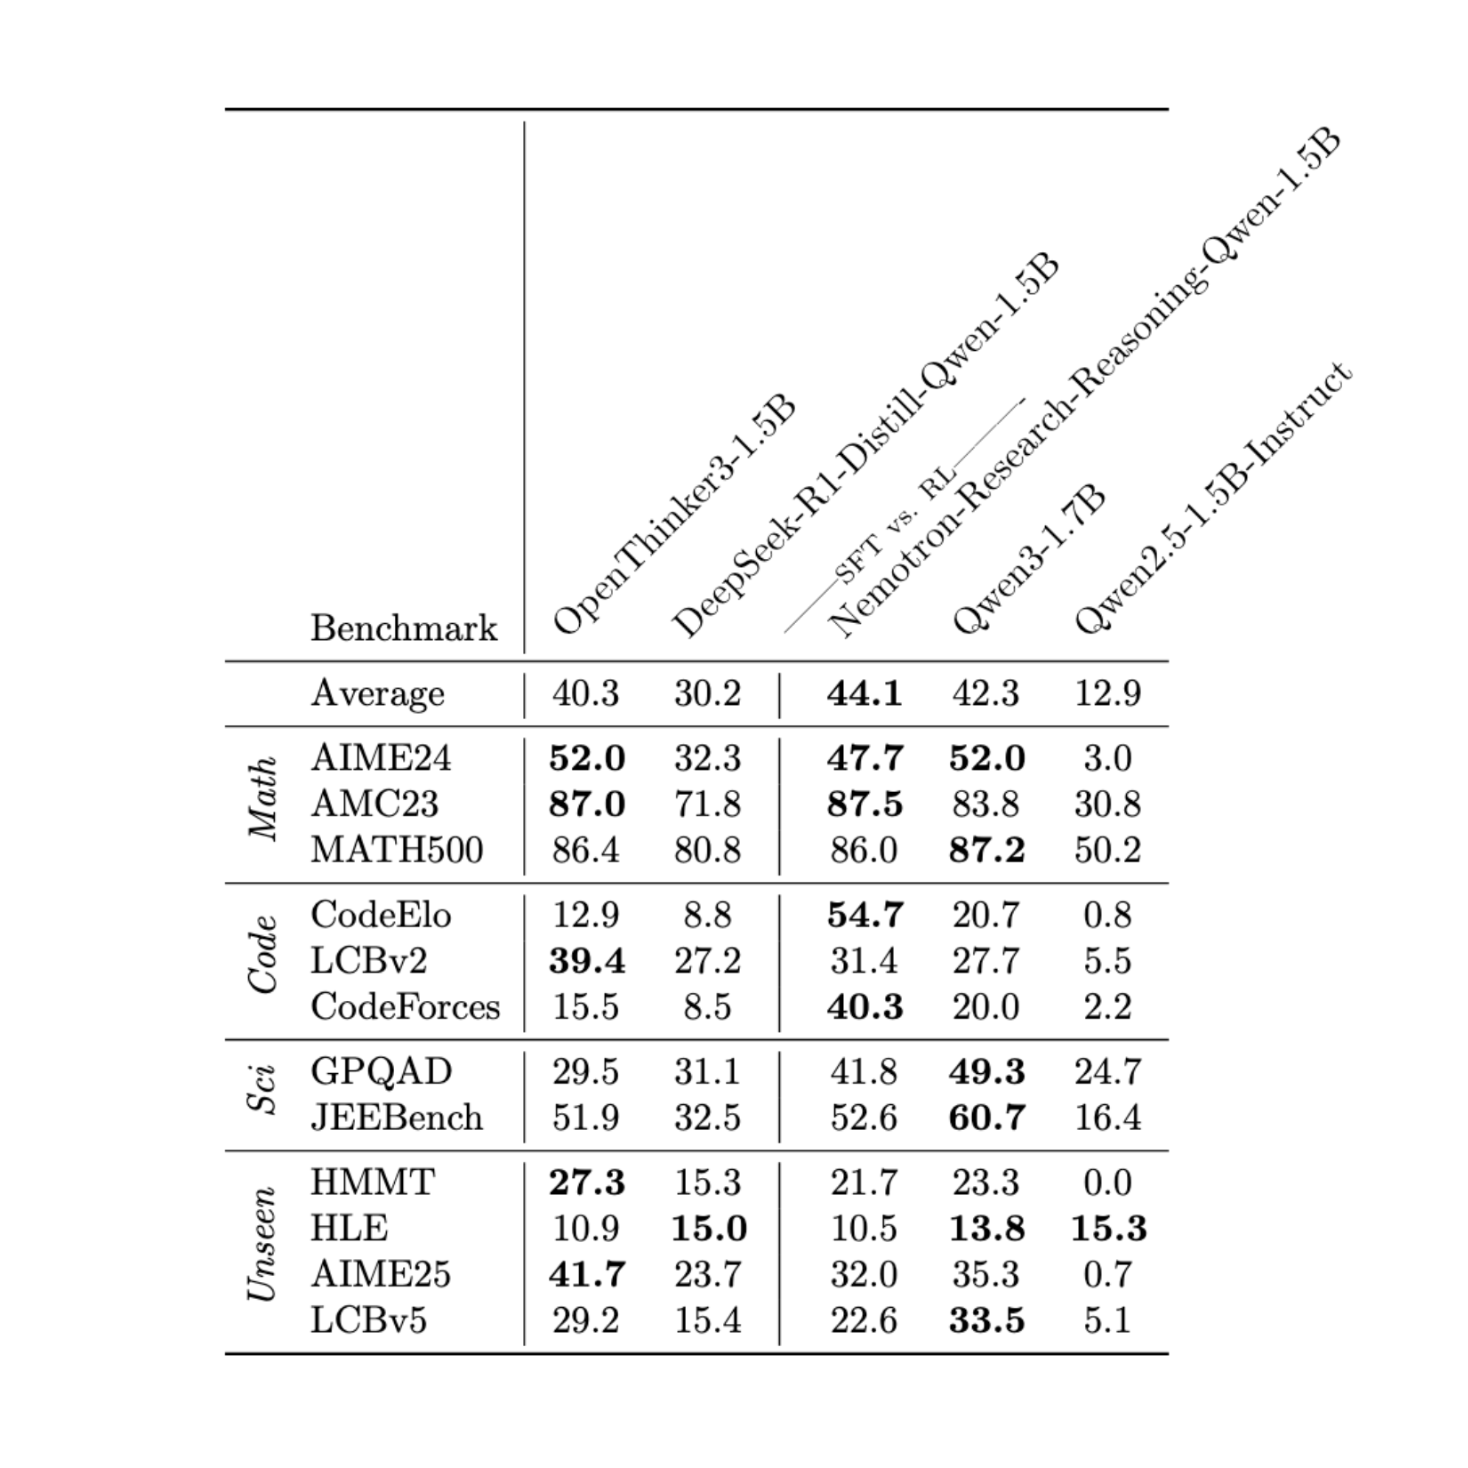 Benchmark OpenThinker3-1.5B DeepSeek-R1-Distill-Qwen-1.5B SFT vs. RL Nemotron-Research-Reasoning-Qwen-1.5B Qwen3-1.7B Qwen2.5-1.5B-Instruct
Average 40.3 30.2 44.1 42.3 12.9
Math
AIME24 52.0 32.3 47.7 52.0 3.0
AMC23 87.0 71.8 87.5 83.8 30.8
MATH500 86.4 80.8 86.0 87.2 50.2
Code
CodeElo 12.9 8.8 54.7 20.7 0.8
LCBv2 39.4 27.2 31.4 27.7 5.5
CodeForces 15.5 8.5 40.3 20.0 2.2
Sci
GPQAD 29.5 31.1 41.8 49.3 24.7
JEEBench 51.9 32.5 52.6 60.7 16.4
Unseen
HMMT 27.3 15.3 21.7 23.3 0.0
HLE 10.9 15.0 10.5 13.8 15.3
AIME25 41.7 23.7 32.0 35.3 0.7
LCBv5 29.2 15.4 22.6 33.5 5.1